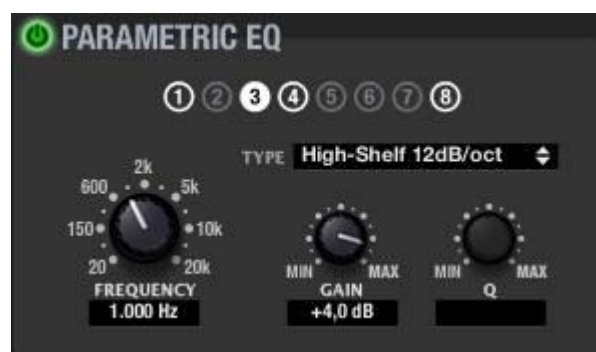 PARAMETRIC EQ
1 2 3 4 5 6 7 8
TYPE High-Shelf 12dB/oct
2k
600 5k
150 10k
20 20k
MIN MAX MIN MAX
FREQUENCY GAIN Q
1.000 Hz +4,0 dB